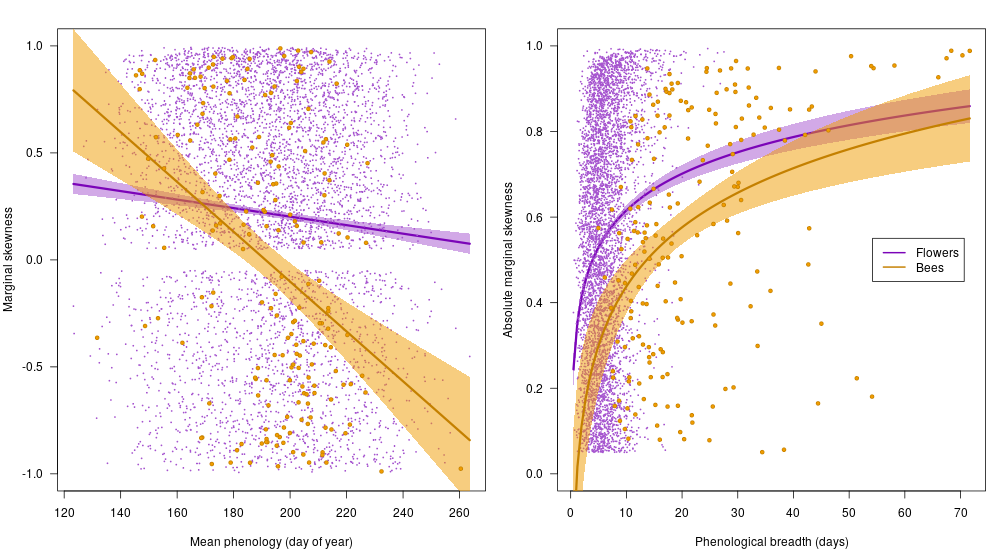 Marginal skewness
1.0
0.5
0.0
-0.5
-1.0
120 140 160 180 200 220 240 260
Mean phenology (day of year)
Absolute marginal skewness
1.0
0.8
0.6
0.4
0.2
0.0
0 10 20 30 40 50 60 70
Phenological breadth (days)
Flowers
Bees